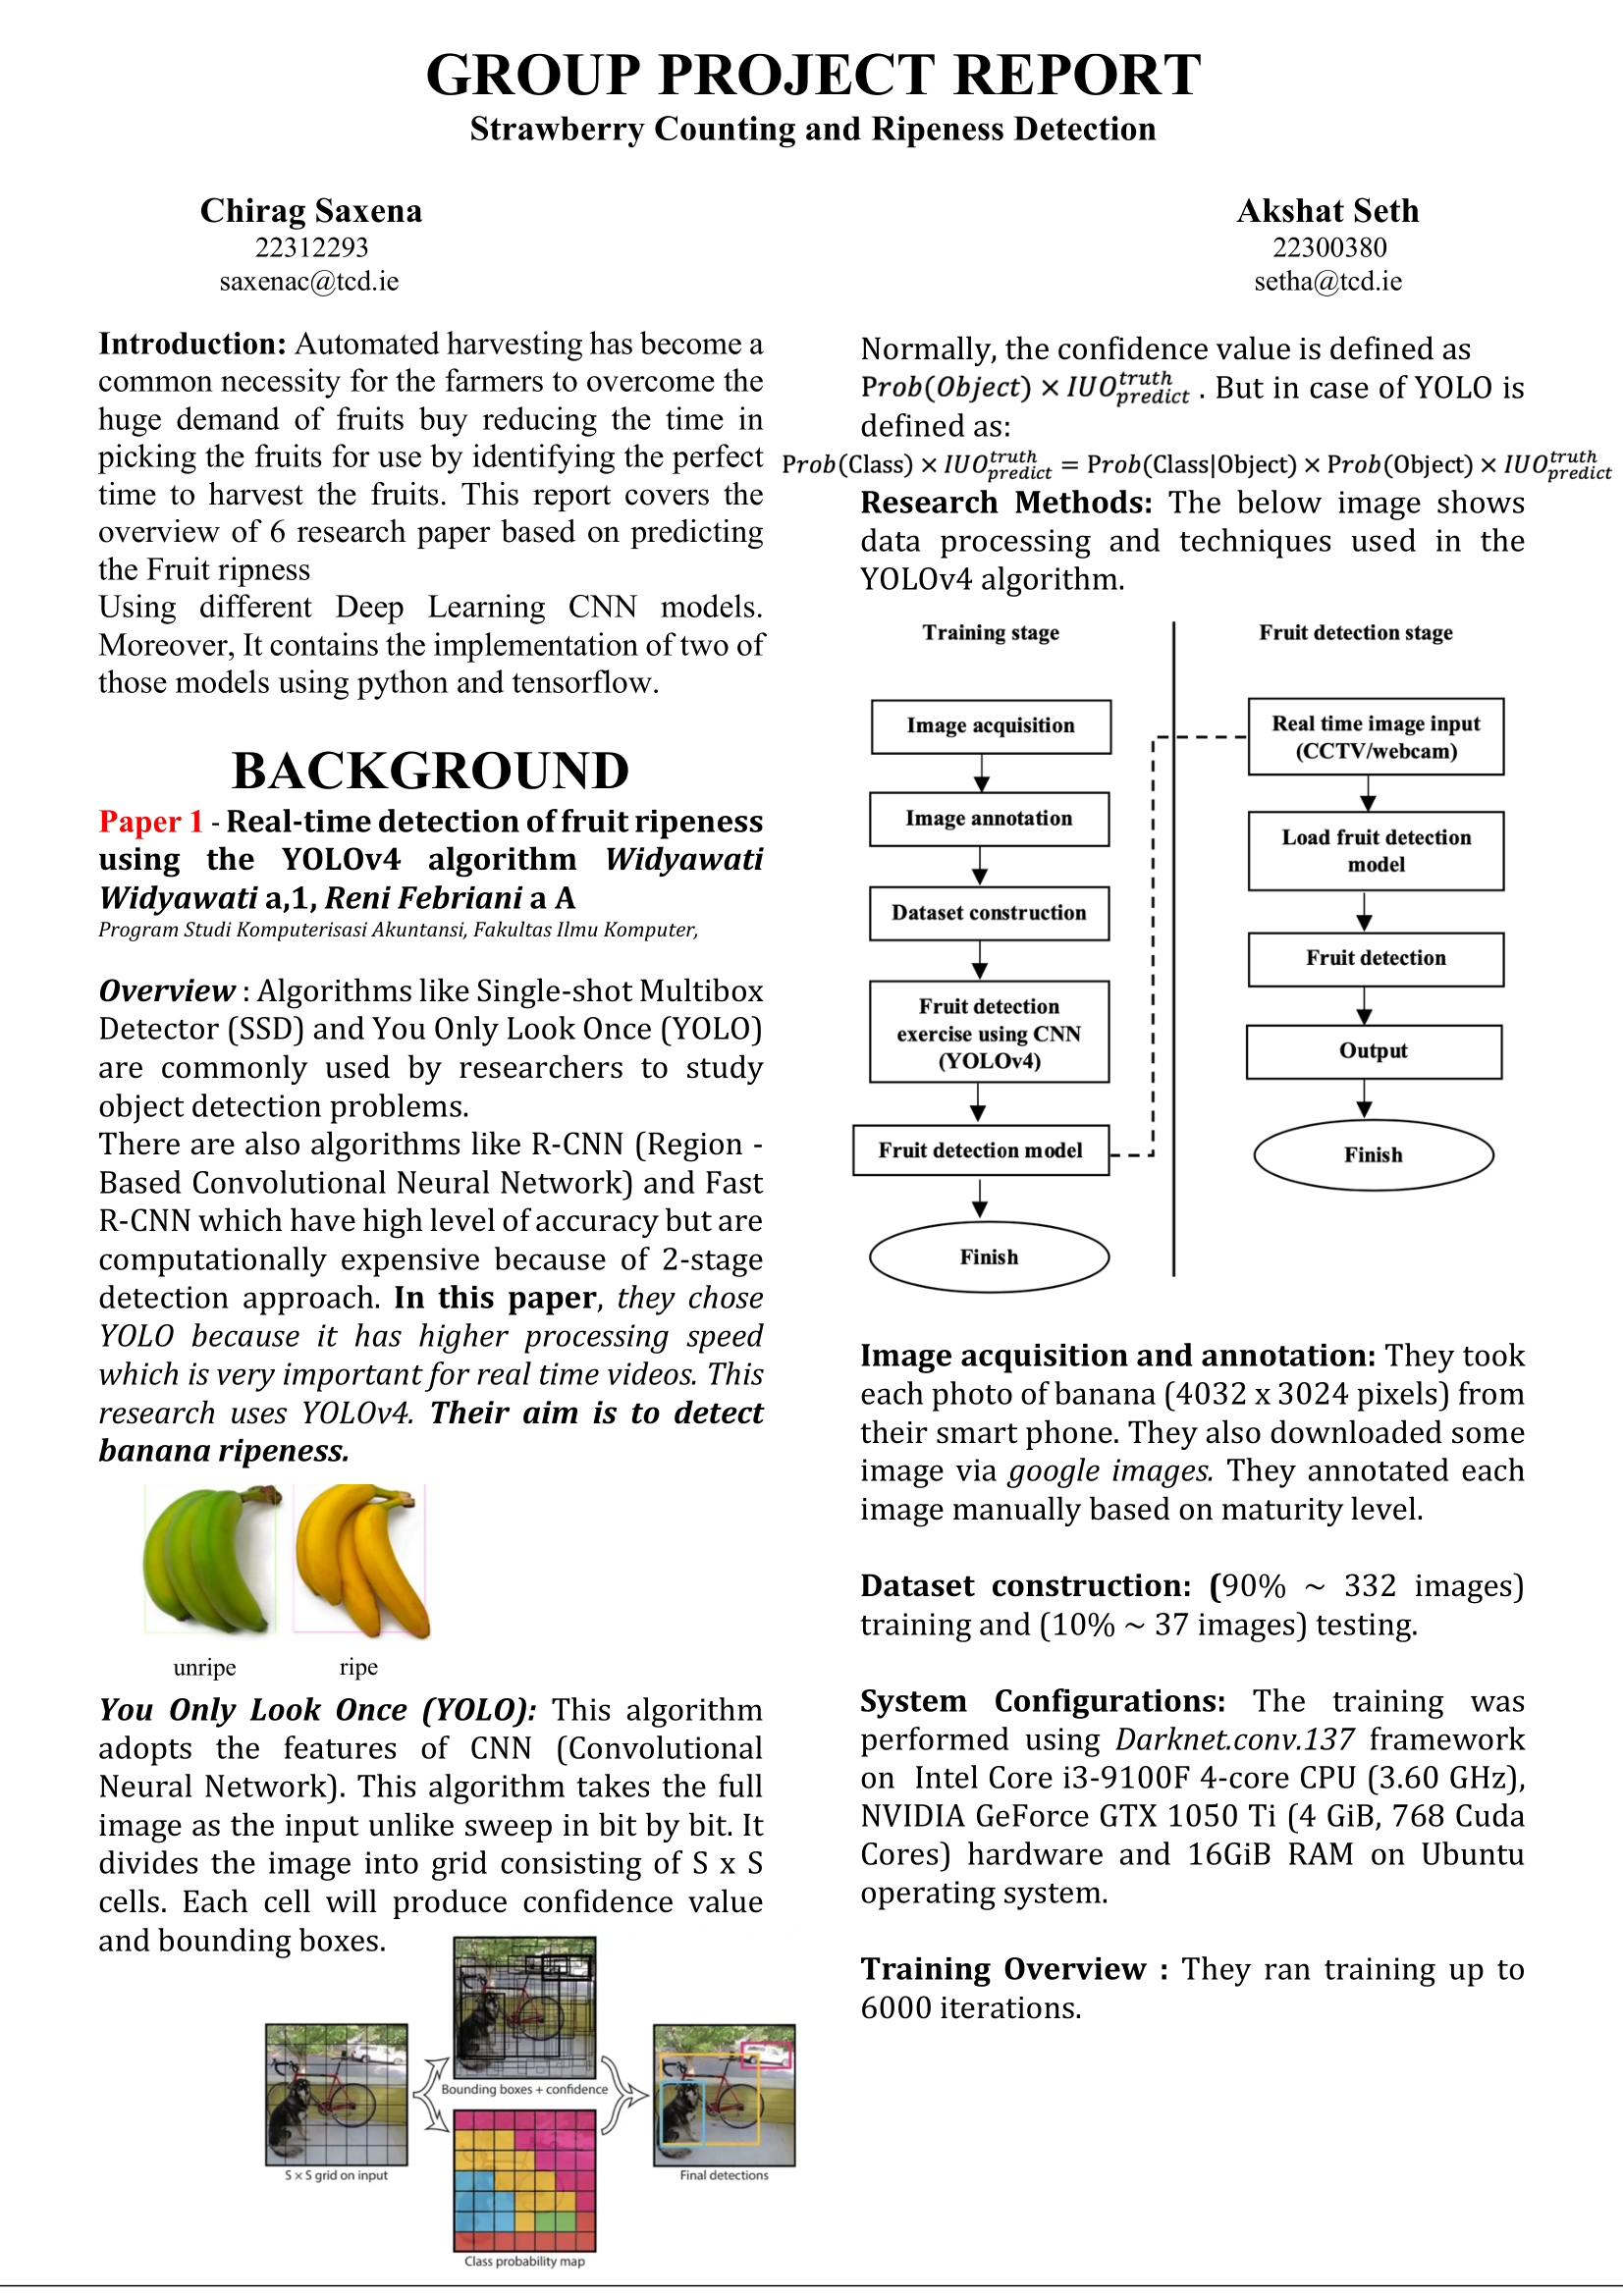 GROUP PROJECT REPORT
Strawberry Counting and Ripeness Detection
Chirag Saxena
22312293
saxenac@tcd.ie
Akshat Seth
22300380
setha@tcd.ie
Introduction: Automated harvesting has become a
common necessity for the farmers to overcome the
huge demand of fruits buy reducing the time in
picking the fruits for use by identifying the perfect
time to harvest the fruits. This report covers the
overview of 6 research paper based on predicting
the Fruit ripness
Using different Deep Learning CNN models.
Moreover, It contains the implementation of two of
those models using python and tensorflow.
BACKGROUND
Paper 1 - Real-time detection of fruit ripeness
using the YOLOv4 algorithm Widyawati
Widyawati a,1, Reni Febriani a A
Program Studi Komputerisasi Akuntansi, Fakultas Ilmu Komputer,
Overview : Algorithms like Single-shot Multibox
Detector (SSD) and You Only Look Once (YOLO)
are commonly used by researchers to study
object detection problems.
There are also algorithms like R-CNN (Region -
Based Convolutional Neural Network) and Fast
R-CNN which have high level of accuracy but are
computationally expensive because of 2-stage
detection approach. In this paper, they chose
YOLO because it has higher processing speed
which is very important for real time videos. This
research uses YOLOv4. Their aim is to detect
banana ripeness.
unripe ripe
You Only Look Once (YOLO): This algorithm
adopts the features of CNN (Convolutional
Neural Network). This algorithm takes the full
image as the input unlike sweep in bit by bit. It
divides the image into grid consisting of S x S
cells. Each cell will produce confidence value
and bounding boxes.
S × S grid on input
Bounding boxes + confidence
Class probability map
Final detections
Normally, the confidence value is defined as
Prob(Object) × IUO truth predict . But in case of YOLO is
defined as:
Prob(Class) × IUO truth predict = Prob(Class|Object) × Prob(Object) × IUO truth predict
Research Methods: The below image shows
data processing and techniques used in the
YOLOv4 algorithm.
Training stage
Image acquisition
Image annotation
Dataset construction
Fruit detection
exercise using CNN
(YOLOv4)
Fruit detection model
Finish
Fruit detection stage
Real time image input
(CCTV/webcam)
Load fruit detection
model
Fruit detection
Output
Finish
Image acquisition and annotation: They took
each photo of banana (4032 x 3024 pixels) from
their smart phone. They also downloaded some
image via google images. They annotated each
image manually based on maturity level.
Dataset construction: (90% ~ 332 images)
training and (10% ~ 37 images) testing.
System Configurations: The training was
performed using Darknet.conv.137 framework
on Intel Core i3-9100F 4-core CPU (3.60 GHz),
NVIDIA GeForce GTX 1050 Ti (4 GiB, 768 Cuda
Cores) hardware and 16GiB RAM on Ubuntu
operating system.
Training Overview : They ran training up to
6000 iterations.